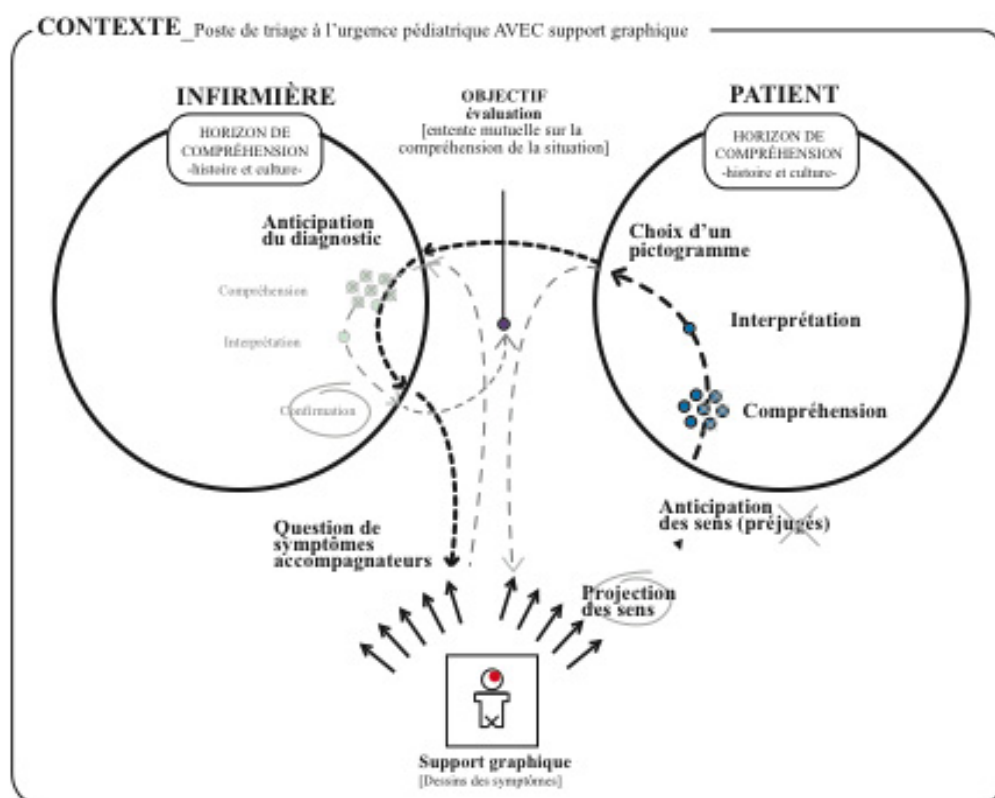 CONTEXTE_Poste de triage à l'urgence pédiatrique AVEC support graphique
INFIRMIÈRE
HORIZON DE
COMPRÉHENSION
-histoire et culture-
OBJECTIF
évaluation
[entente mutuelle sur la
compréhension de la situation]
PATIENT
HORIZON DE
COMPRÉHENSION
-histoire et culture-
Anticipation
du diagnostic
Compréhension
Interprétation
Confirmation
Choix d'un
pictogramme
Interprétation
Compréhension
Anticipation
des sens (préjugés)
Question de
symptômes
accompagnateurs
Projection
des sens
Support graphique
[Dessins des symptômes]